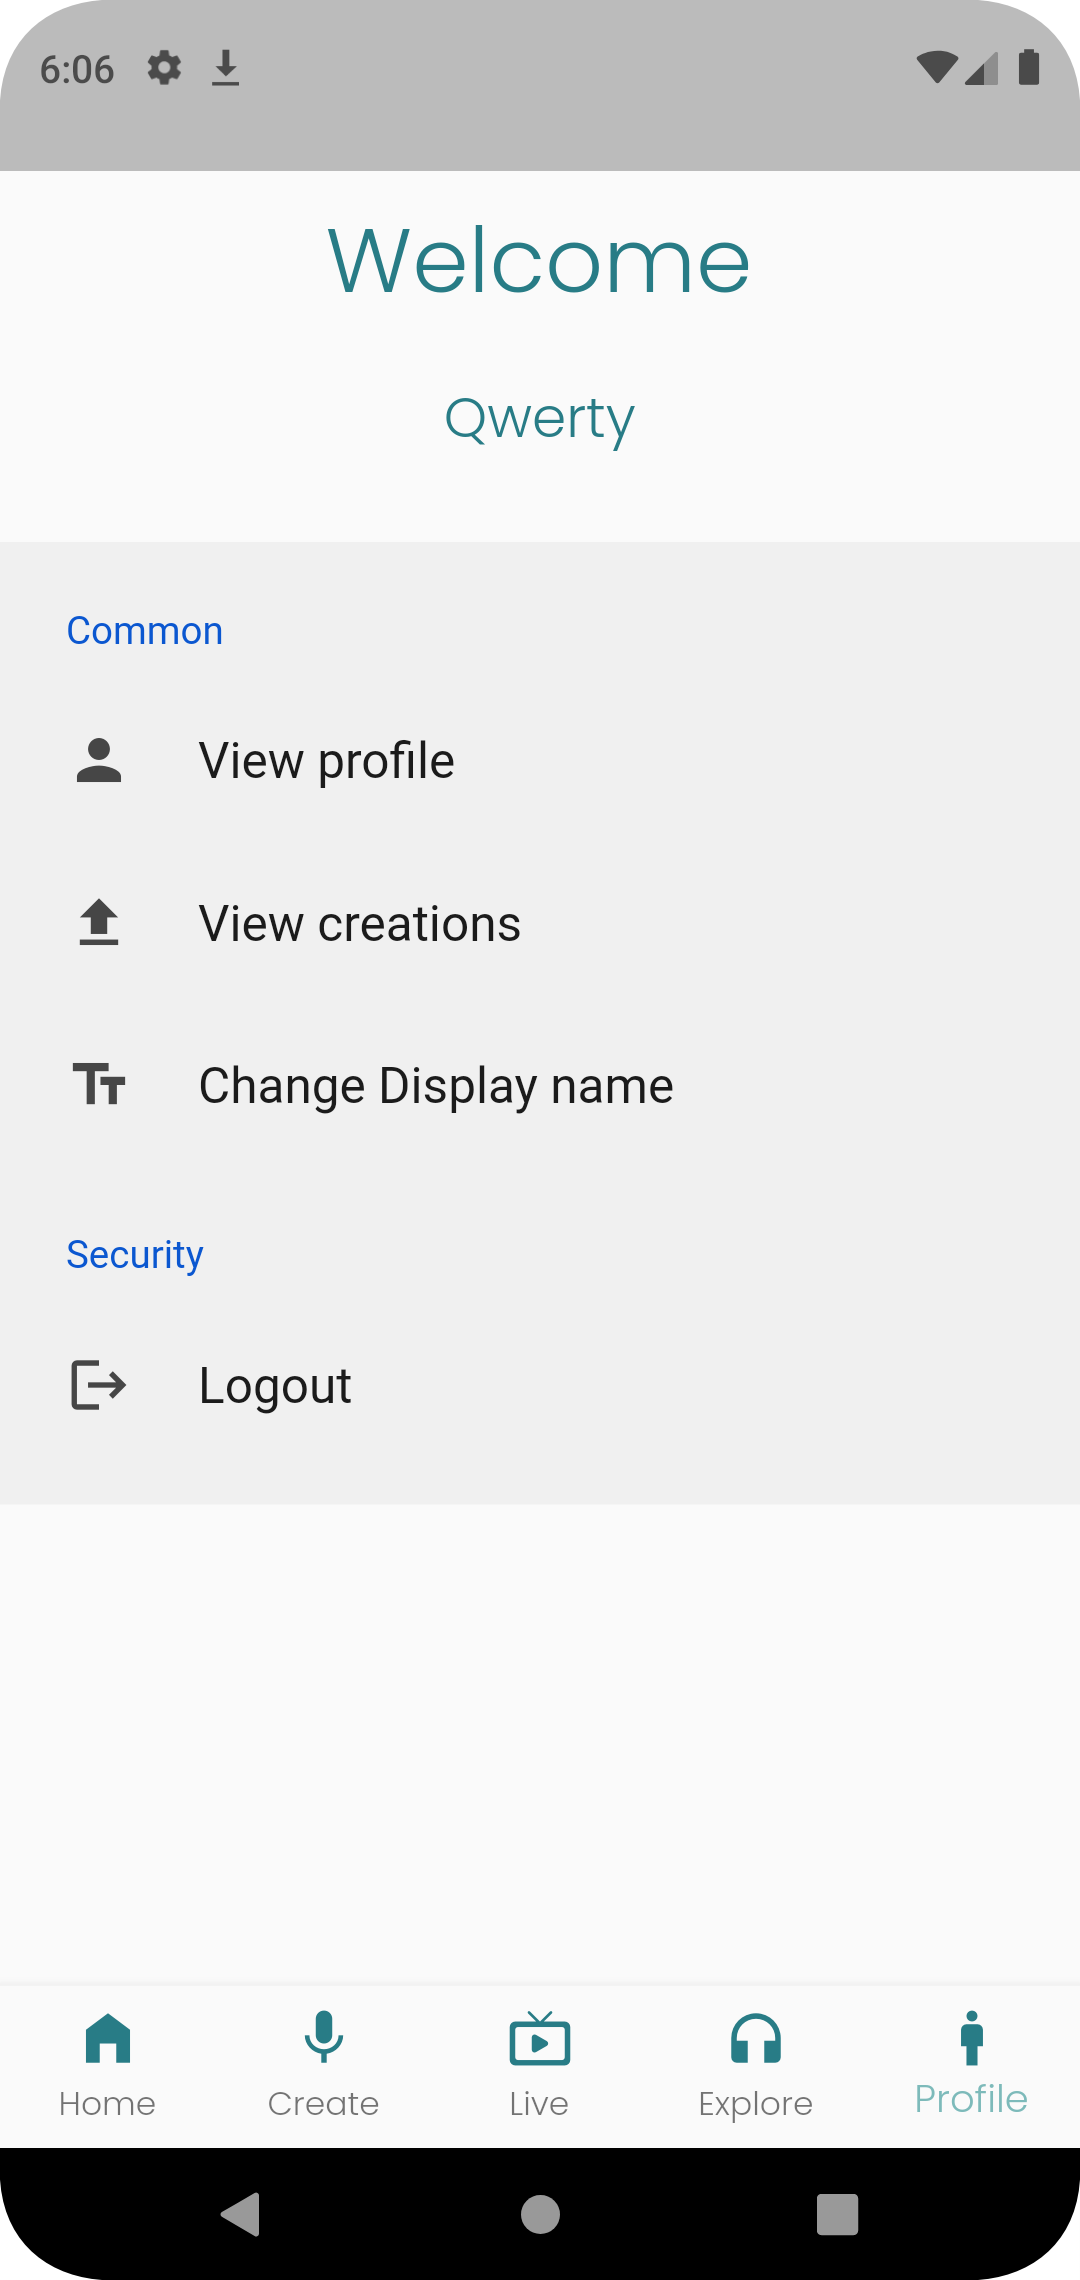 6:06
Welcome
Qwerty
Common
View profile
View creations
Change Display name
Security
Logout
Home
Create
Live
Explore
Profile